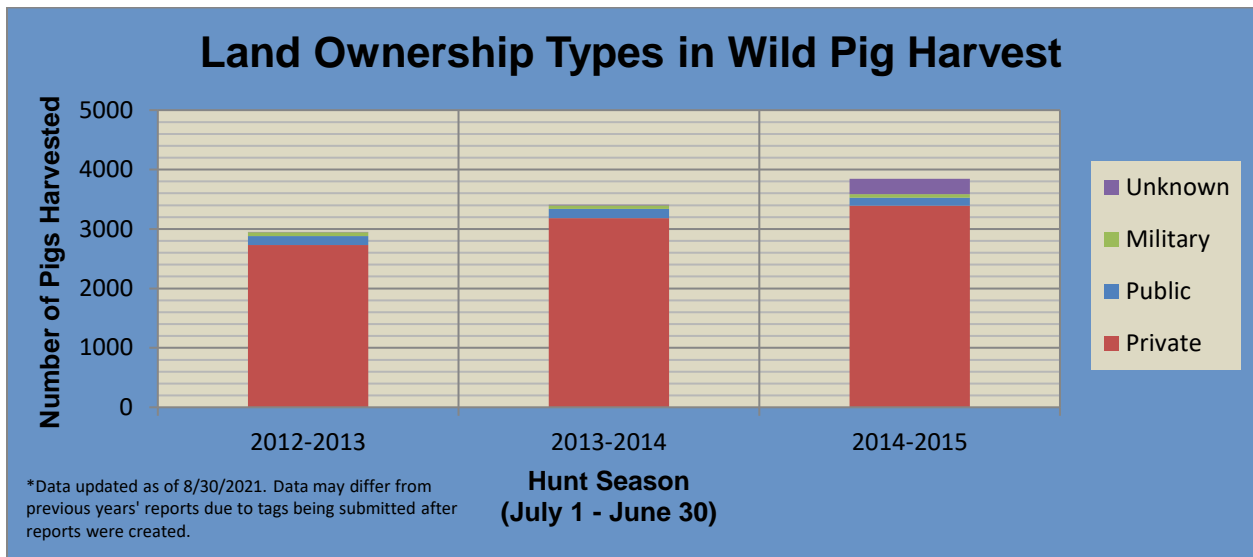 Land Ownership Types in Wild Pig Harvest
Number of Pigs Harvested
5000
4000
3000
2000
1000
0
2012-2013
2013-2014
2014-2015
Hunt Season
(July 1 - June 30)
Unknown
Military
Public
Private
*Data updated as of 8/30/2021. Data may differ from
previous years' reports due to tags being submitted after
reports were created.